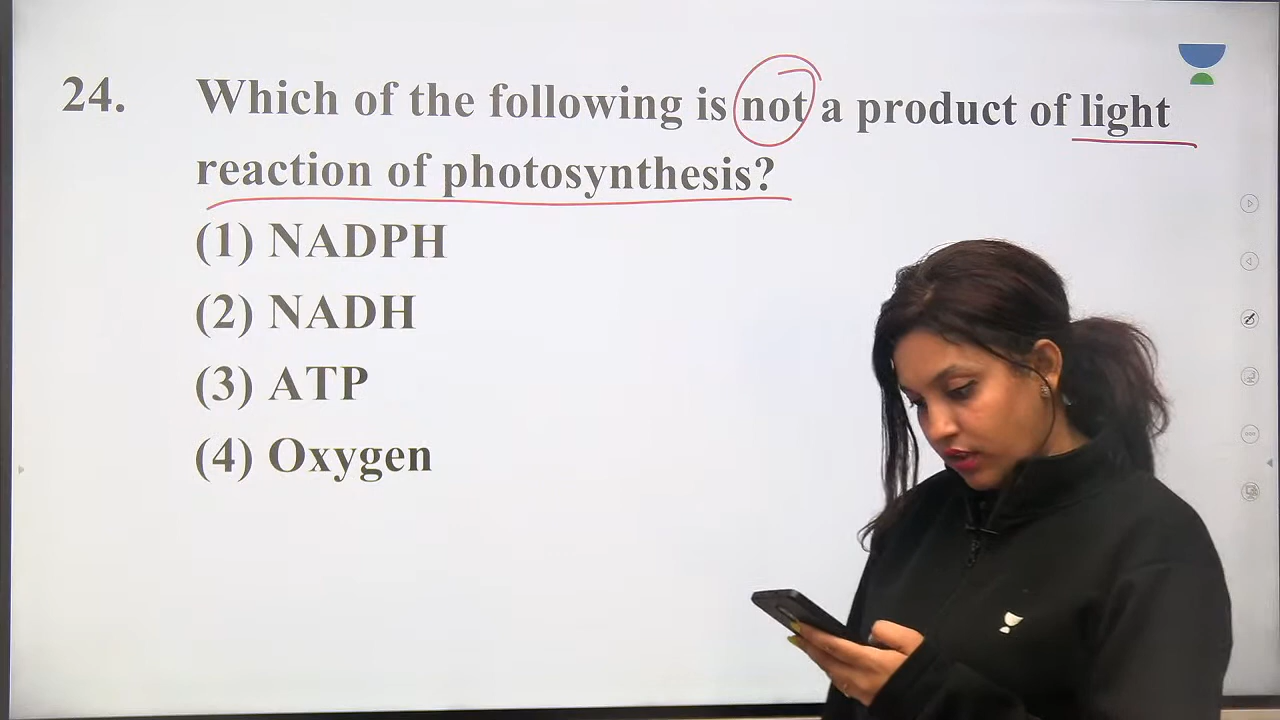 24. Which of the following is not a product of light
reaction of photosynthesis?
(1) NADPH
(2) NADH
(3) ATP
(4) Oxygen